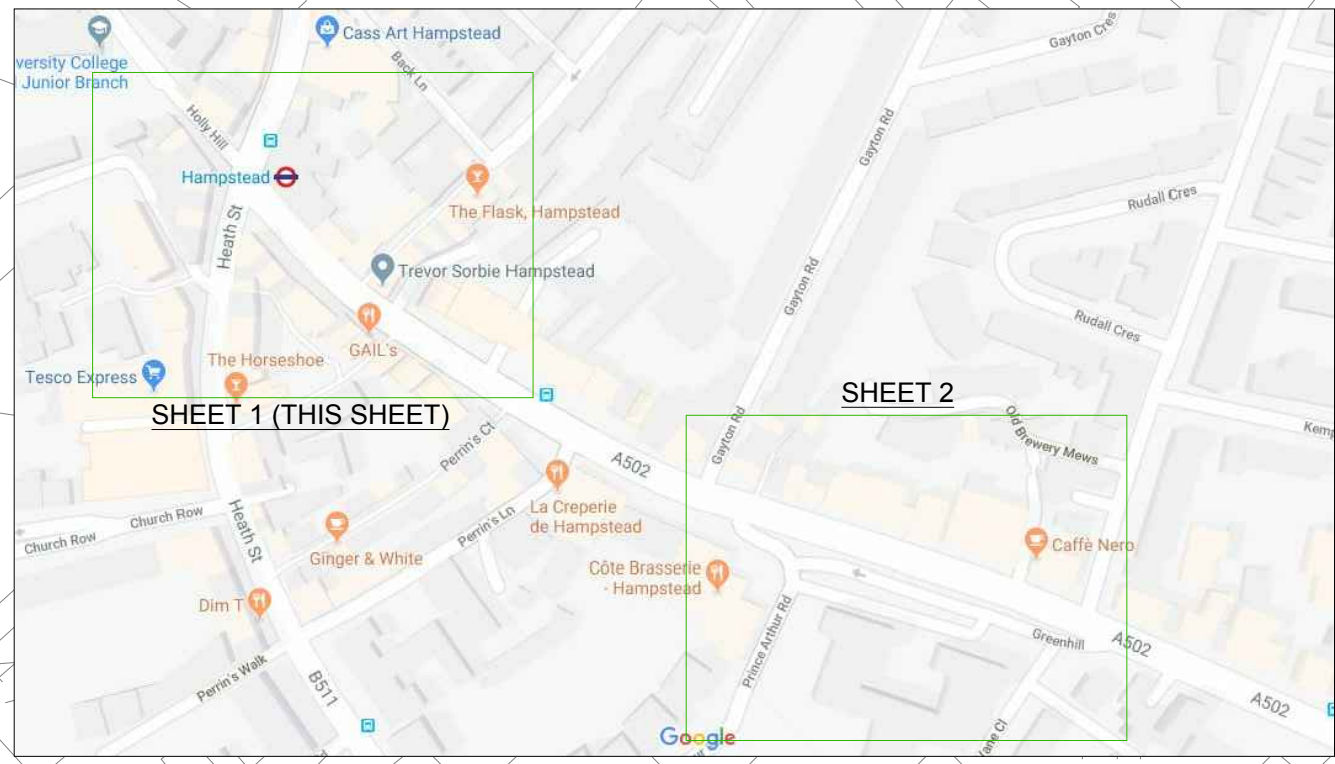 Cass Art Hampstead
versity College
Junior Branch
Back Ln
Gayton Cres
Holly Hill
Gayton Rd
Hampstead
The Flask, Hampstead
Rudall Cres
Heath St
Gayton Rd
Trevor Sorbie Hampstead
Rudall Cres
GAIL's
The Horseshoe
Tesco Express
SHEET 1 (THIS SHEET)
SHEET 2
Gayton Rd
Old Brewery Mews
Kemp
Perrin's Ct
A502
La Creperie
de Hampstead
Church Row
Church Row
Heath St
Perrin's Ln
Ginger & White
Caffè Nero
Côte Brasserie
- Hampstead
Dim T
Prince Arthur Rd
Greenhill
A502
Perrin's Walk
B511
A502
Google
lane Cl